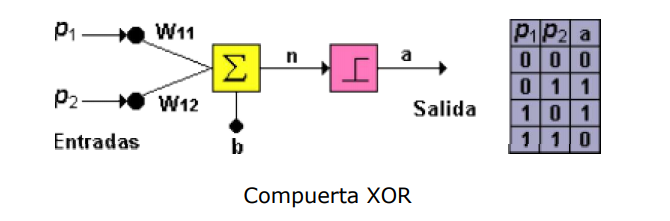 p1 W11
p2 W12
Entradas
Σ
b
n
a
Salida
p1 p2 a
0 0 0
0 1 1
1 0 1
1 1 0
Compuerta XOR